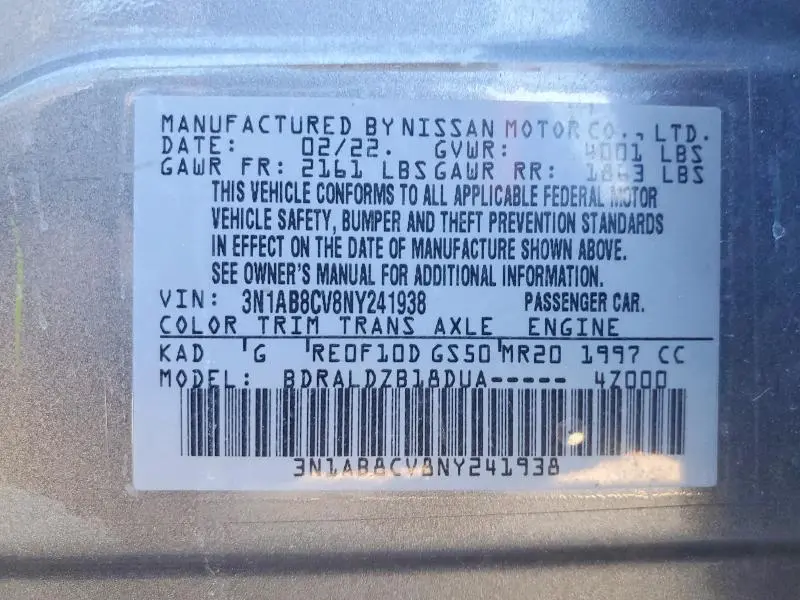 MANUFACTURED BY NISSAN MOTOR CO., LTD.
DATE: 02/22. GVWR: 4001 LBS
GAWR FR: 2161 LBS GAWR RR: 1863 LBS
THIS VEHICLE CONFORMS TO ALL APPLICABLE FEDERAL MOTOR
VEHICLE SAFETY, BUMPER AND THEFT PREVENTION STANDARDS
IN EFFECT ON THE DATE OF MANUFACTURE SHOWN ABOVE.
SEE OWNER'S MANUAL FOR ADDITIONAL INFORMATION.
VIN: 3N1AB8CV8NY241938 PASSENGER CAR.
COLOR TRIM TRANS AXLE ENGINE
KAD G RE0F10D GS50 MR20 1997 CC
MODEL: BDRALDZB18DUA----- 4Z000
3N1AB8CV8NY241938